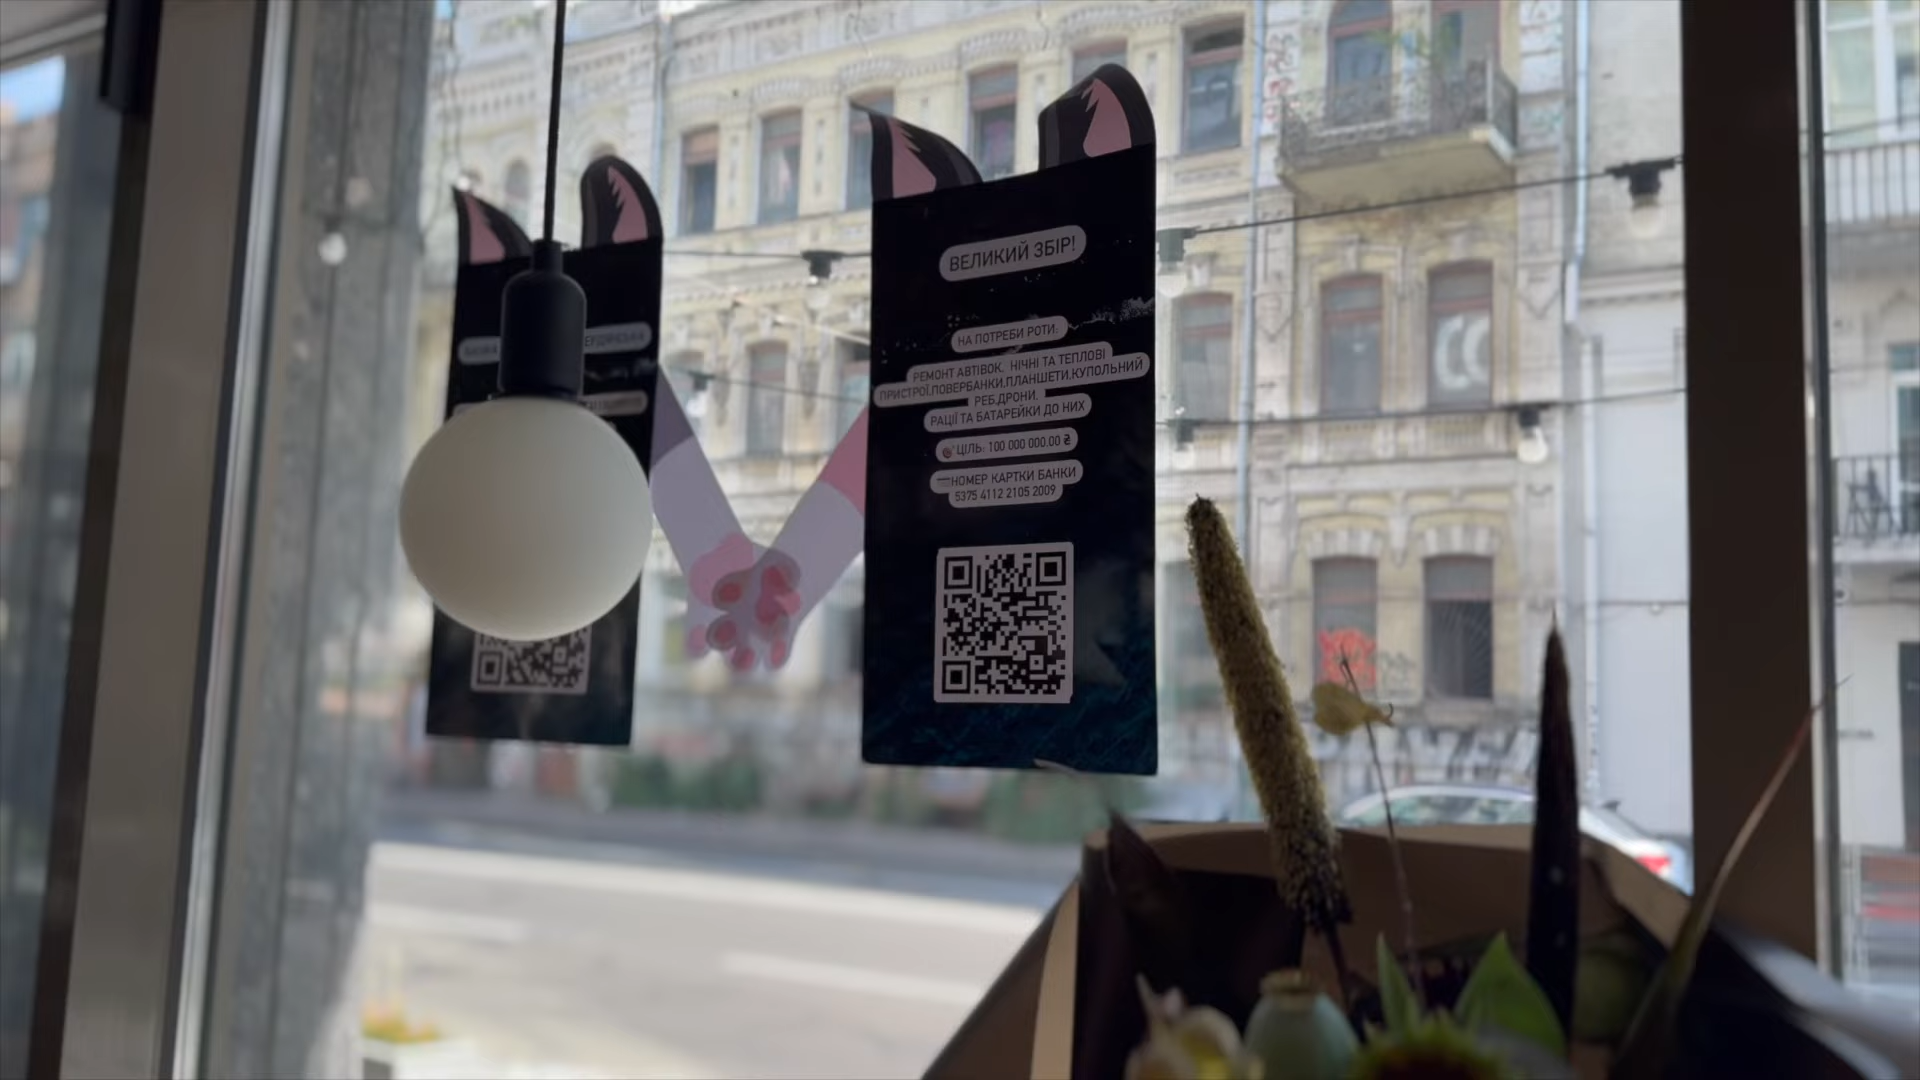 ВЕЛИКИЙ ЗБІР!
НА ПОТРЕБИ РОТИ:
РЕМОНТ АВТІВОК, НІЧНІ ТА ТЕПЛОВІ
ПРИСТРОЇ,ПОВЕРБАНКИ,ПЛАНШЕТИ,КУПОЛЬНИЙ
РЕБ,ДРОНИ,
РАЦІЇ ТА БАТАРЕЙКИ ДО НИХ
ЦІЛЬ: 100 000 000.00 ₴
НОМЕР КАРТКИ БАНКИ
5375 4112 2105 2009